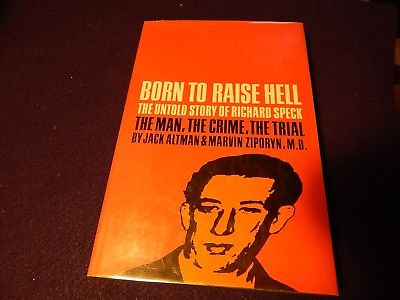 BORN TO RAISE HELL
THE UNTOLD STORY OF RICHARD SPECK
THE MAN, THE CRIME, THE TRIAL
BY JACK ALTMAN & MARVIN ZIPORYN, M.D.